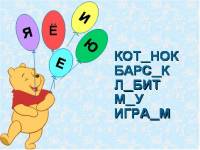 Я Ё И
Е Ю
КОТ_НОК
БАРС_К
Л_БИТ
М_У
ИГРА_М